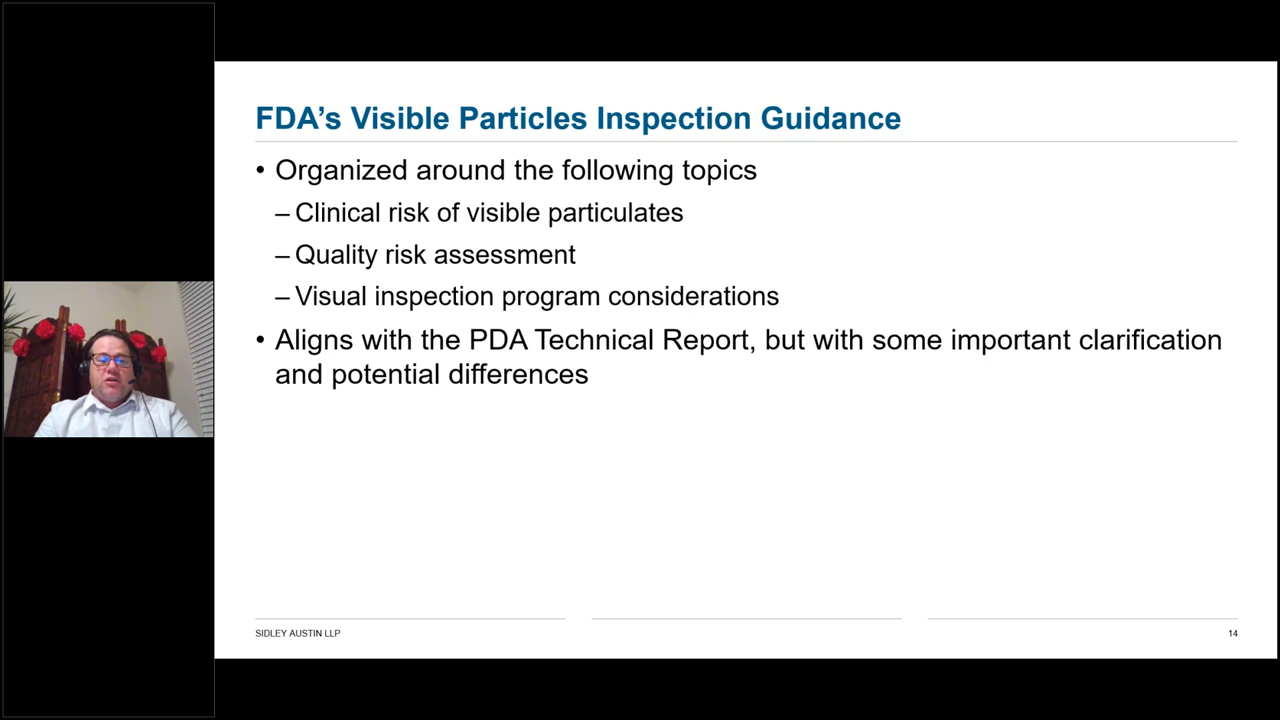 FDA’s Visible Particles Inspection Guidance
• Organized around the following topics
– Clinical risk of visible particulates
– Quality risk assessment
– Visual inspection program considerations
• Aligns with the PDA Technical Report, but with some important clarification
and potential differences
SIDLEY AUSTIN LLP
14